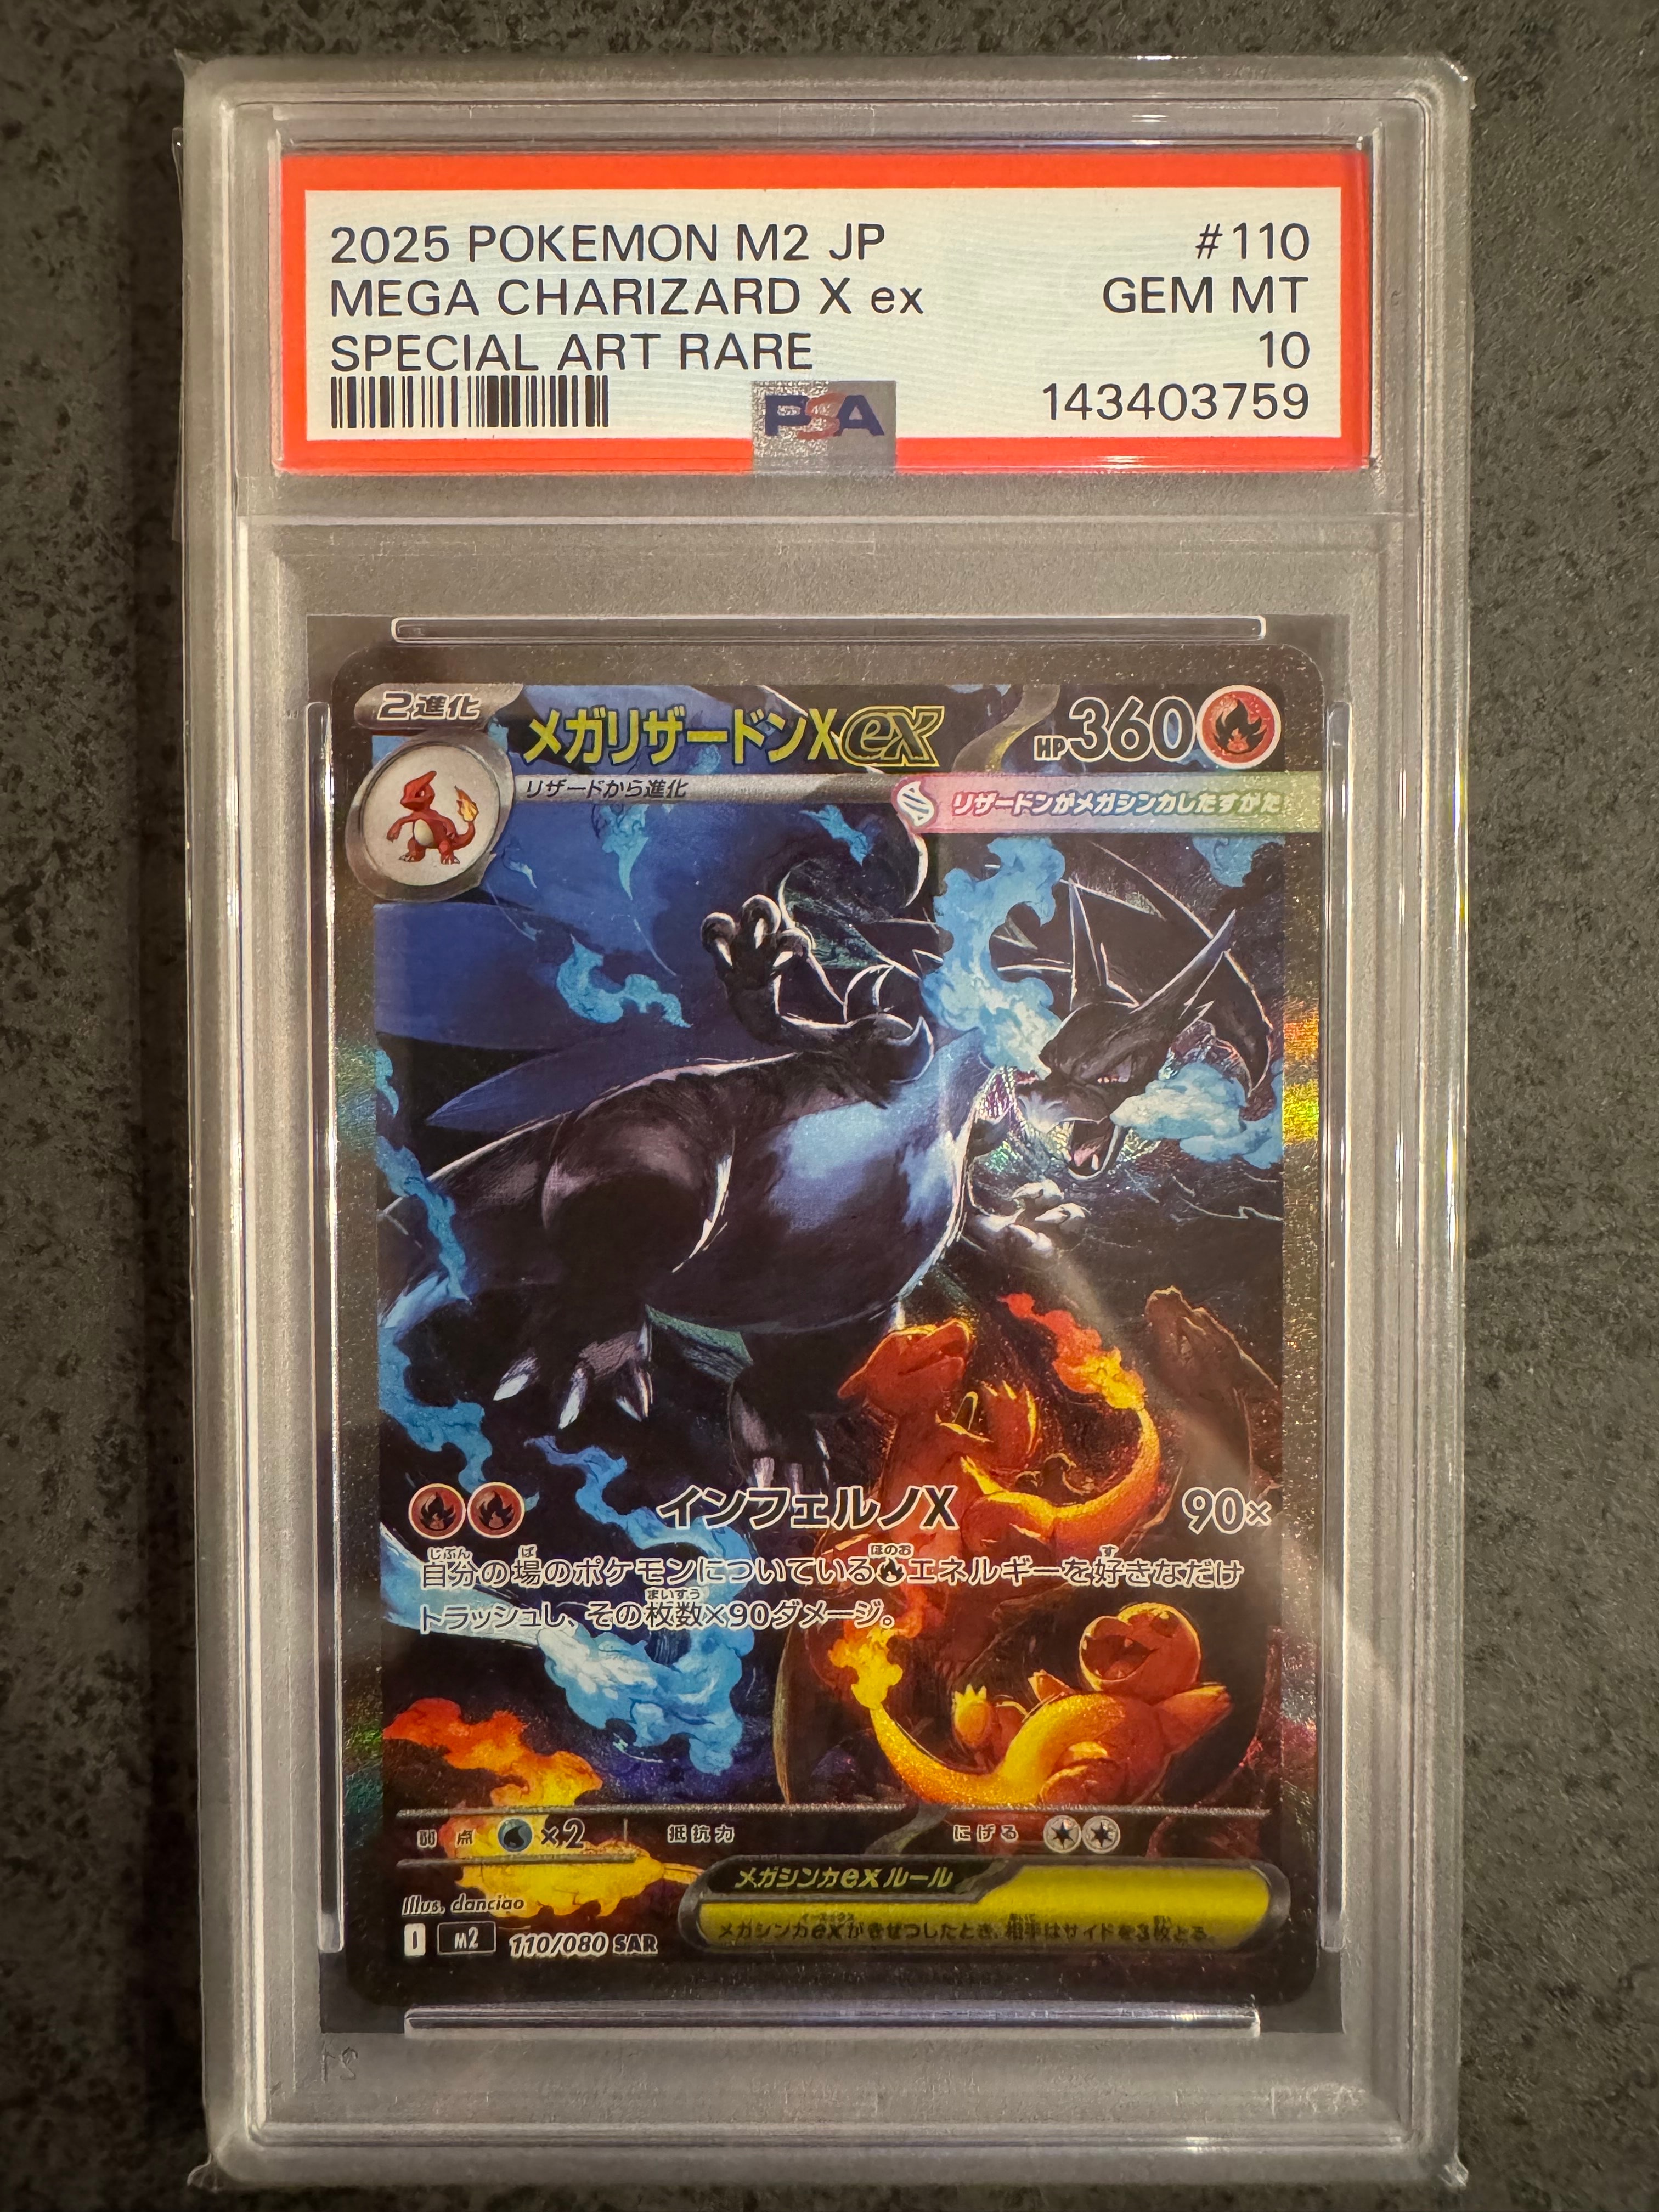 2025 POKEMON M2 JP #110
MEGA CHARIZARD X ex GEM MT
SPECIAL ART RARE 10
PSA 143403759
2進化
メガリザードンXex HP360
リザードから進化
リザードンがメガシンカしたすがた
インフェルノX 90×
自分の場のポケモンについているエネルギーを好きなだけ
トラッシュし、その枚数×90ダメージ。
弱点 ×2 抵抗力 にげる
メガシンカexルール
メガシンカexがきぜつしたとき、相手はサイドを3枚とる。
Illus. danciao
m2 110/080 SAR